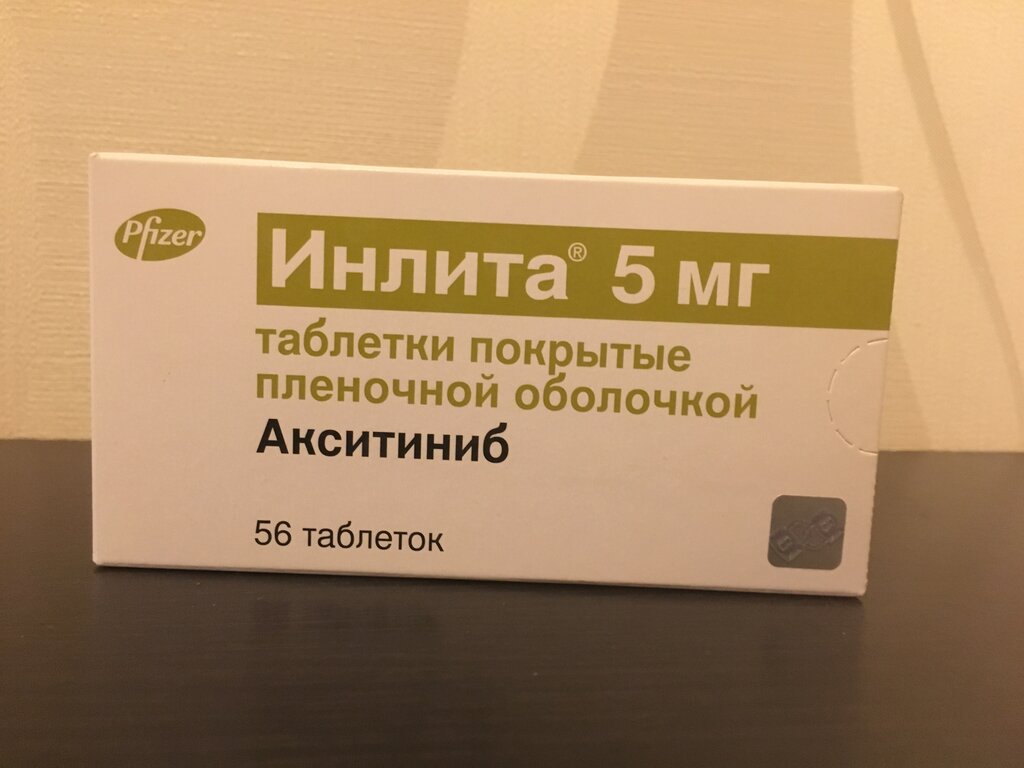 Pfizer
Инлита® 5 мг
таблетки покрытые
пленочной оболочкой
Акситиниб
56 таблеток